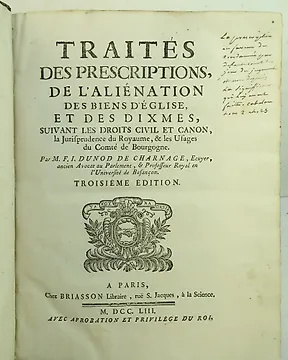 TRAITÉS
DES PRESCRIPTIONS,
DE L'ALIÉNATION
DES BIENS D'ÉGLISE,
ET DES DIXMES,
SUIVANT LES DROITS CIVIL ET CANON,
la Jurisprudence du Royaume, & les Usages
du Comté de Bourgogne.
Par M. F. I. DUNOD DE CHARNAGE, Ecuyer,
ancien Avocat au Parlement, & Professeur Royal en
l'Université de Besançon.
TROISIEME EDITION.
A PARIS,
Chez BRIASSON Libraire, ruë S. Jacques, à la Science.
M. DCC. LIII.
AVEC APROBATION ET PRIVILEGE DU ROI.